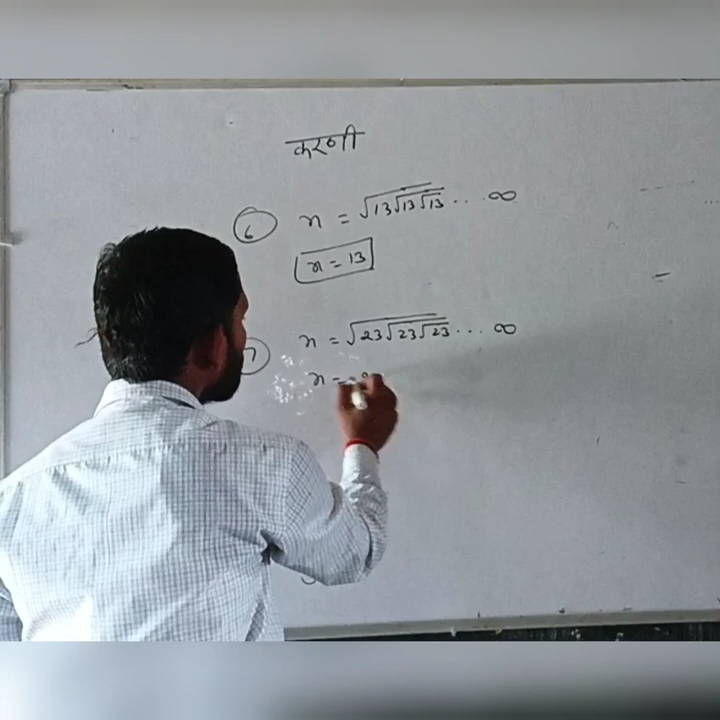 करणी
6 x = √13√13√13 ... ∞
x = 13
7 x = √23√23√23 ... ∞
x =